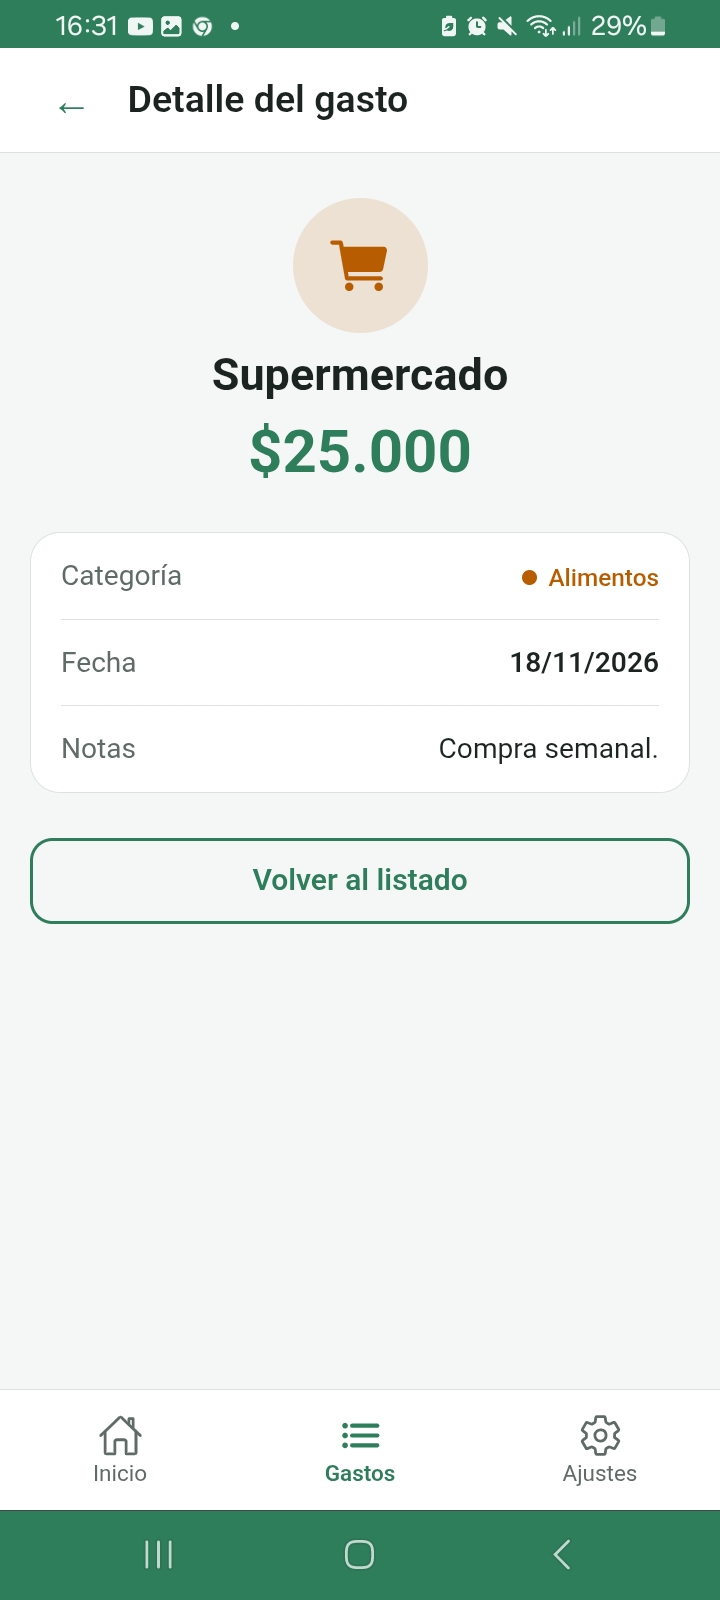 16:31
29%
← Detalle del gasto
Supermercado
$25.000
Categoría Alimentos
Fecha 18/11/2026
Notas Compra semanal.
Volver al listado
Inicio Gastos Ajustes